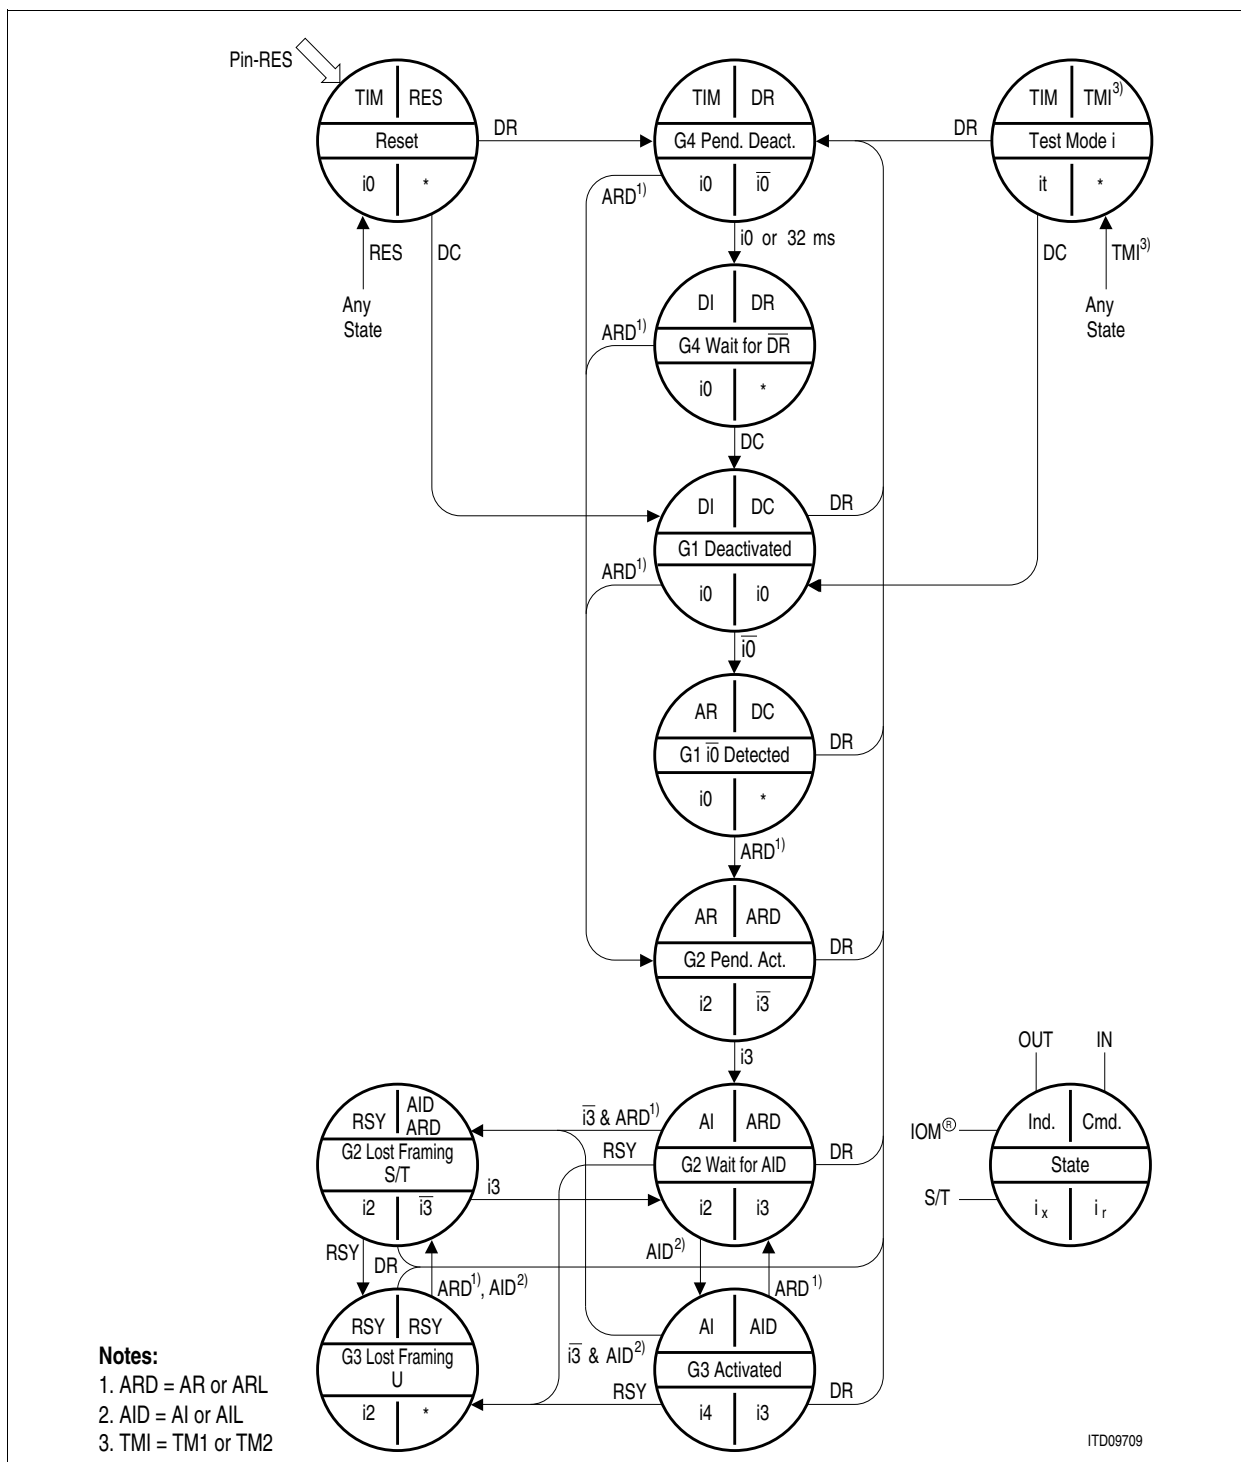 Pin-RES
TIM RES
Reset
i0 *
DR
TIM DR
G4 Pend. Deact.
i0 i0̅
DR
TIM TMI³⁾
Test Mode i
it *
RES
DC
Any
State
ARD¹⁾
i0 or 32 ms
DC
TMI³⁾
Any
State
DI DR
G4 Wait for D̅R̅
i0 *
ARD¹⁾
DC
DI DC
G1 Deactivated
i0 i0
DR
ARD¹⁾
i0̅
AR DC
G1 i0̅ Detected
i0 *
DR
ARD¹⁾
AR ARD
G2 Pend. Act.
i2 i3̅
DR
i3
RSY AID
ARD
G2 Lost Framing
S/T
i2 i3̅
i3̅ & ARD¹⁾
RSY
i3
AI ARD
G2 Wait for AID
i2 i3
DR
OUT IN
IOM® Ind. Cmd.
State
S/T iₓ iᵣ
RSY
DR
ARD¹⁾, AID²⁾
AID²⁾
ARD¹⁾
RSY RSY
G3 Lost Framing
U
i2 *
i3̅ & AID²⁾
RSY
AI AID
G3 Activated
i4 i3
DR
Notes:
1. ARD = AR or ARL
2. AID = AI or AIL
3. TMI = TM1 or TM2
ITD09709